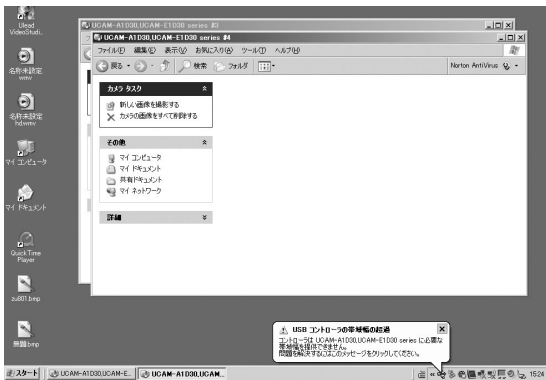 Ulead
VideoStudi..
名称未設定
wmv
名称未設定
hdwmv
マイ コンピュータ
マイ ドキュメント
QuickTime
Player
zu801.bmp
無題.bmp
UCAM-A1D30,UCAM-E1D30 series #3
UCAM-A1D30,UCAM-E1D30 series #4
ファイル(F) 編集(E) 表示(V) お気に入り(A) ツール(T) ヘルプ(H)
戻る 検索 フォルダ Norton AntiVirus
カメラ タスク
新しい画像を撮影する
カメラの画像をすべて削除する
その他
マイ コンピュータ
マイ ドキュメント
共有ドキュメント
マイ ネットワーク
詳細
USB コントローラの帯域幅の超過
コントローラは UCAM-A1D30,UCAM-E1D30 series に必要な
帯域幅を提供できません。
問題を解決するにはこのメッセージをクリックしてください。
スタート UCAM-A1D30,UCAM-E... UCAM-A1D30,UCAM... 15:24